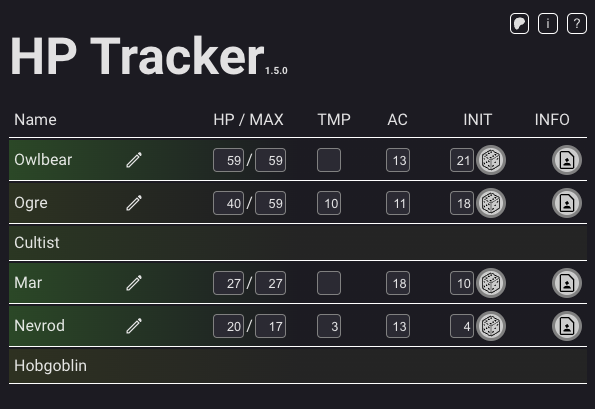 i ?
HP Tracker 1.5.0
Name HP / MAX TMP AC INIT INFO
Owlbear 59 / 59 13 21
Ogre 40 / 59 10 11 18
Cultist
Mar 27 / 27 18 10
Nevrod 20 / 17 3 13 4
Hobgoblin